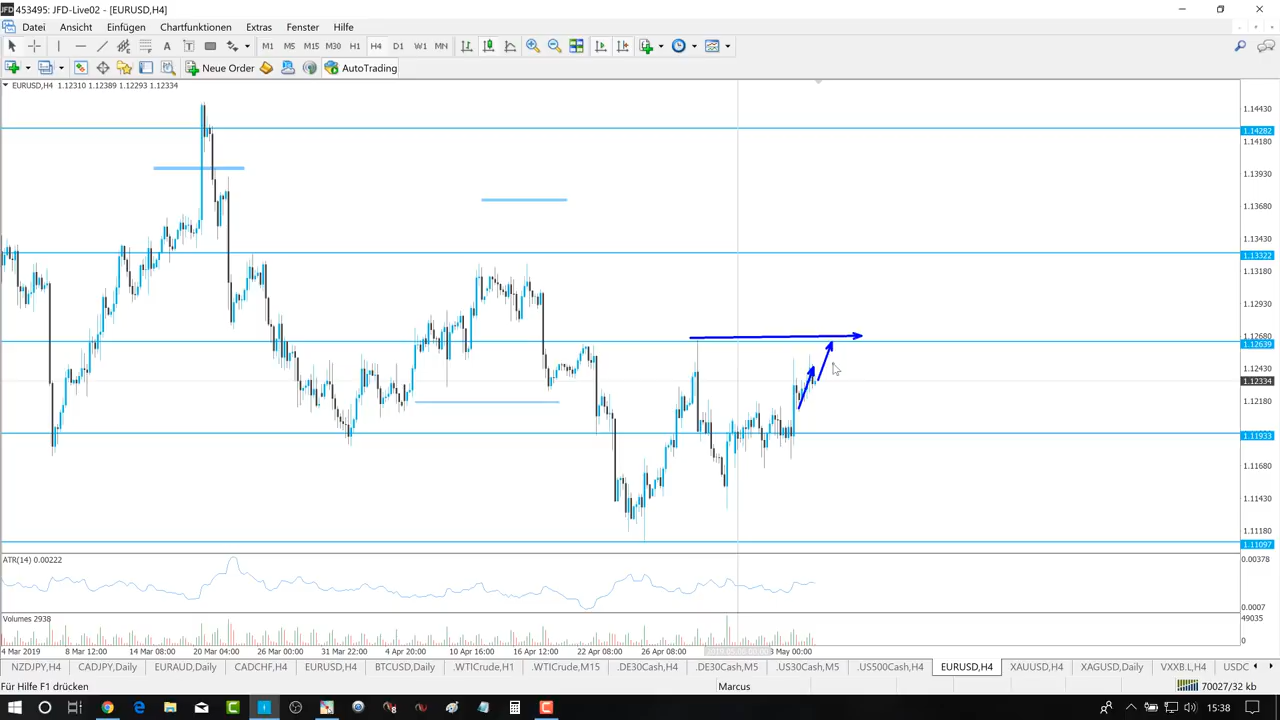 453495: JFD-Live02 - [EURUSD,H4]
Datei Ansicht Einfügen Chartfunktionen Extras Fenster Hilfe
M1 M5 M15 M30 H1 H4 D1 W1 MN
New Order AutoTrading
EURUSD,H4 1.12310 1.12389 1.12293 1.12334
1.14430
1.14282
1.14180
1.13930
1.13680
1.13430
1.13322
1.13180
1.12930
1.12680
1.12639
1.12430
1.12334
1.12180
1.11933
1.11680
1.11430
1.11180
1.11097
ATR(14) 0.00222
0.00378
0.0007
Volumes 2938
49035
0
4 Mar 2019 8 Mar 12:00 14 Mar 08:00 20 Mar 04:00 26 Mar 00:00 31 Mar 22:00 4 Apr 20:00 10 Apr 16:00 16 Apr 12:00 22 Apr 08:00 26 Apr 08:00 3 May 00:00
NZDJPY,H4 CADJPY,Daily EURAUD,Daily CADCHF,H4 EURUSD,H4 BTCUSD,Daily .WTICrude,H1 .WTICrude,M15 .DE30Cash,H4 .DE30Cash,M5 .US30Cash,M5 .US500Cash,H4 EURUSD,H4 XAUUSD,H4 XAGUSD,Daily VXXB.L,H4 USDC
Für Hilfe F1 drücken Marcus 70027/32 kb
15:38